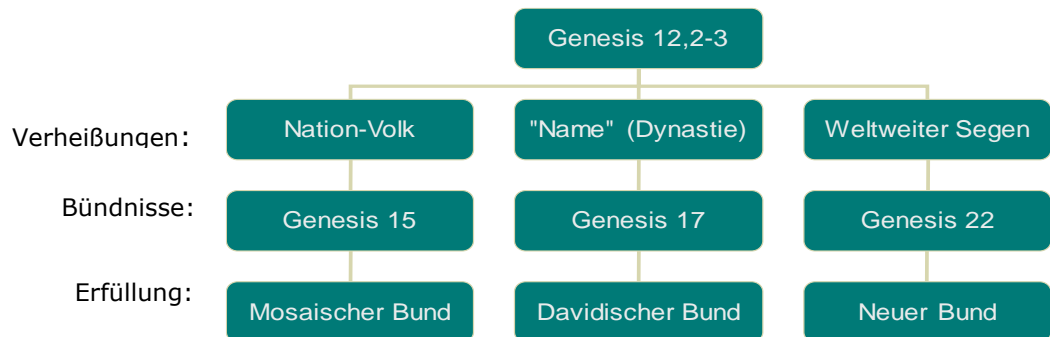 Genesis 12,2-3
Verheißungen: Nation-Volk "Name" (Dynastie) Weltweiter Segen
Bündnisse: Genesis 15 Genesis 17 Genesis 22
Erfüllung: Mosaischer Bund Davidischer Bund Neuer Bund